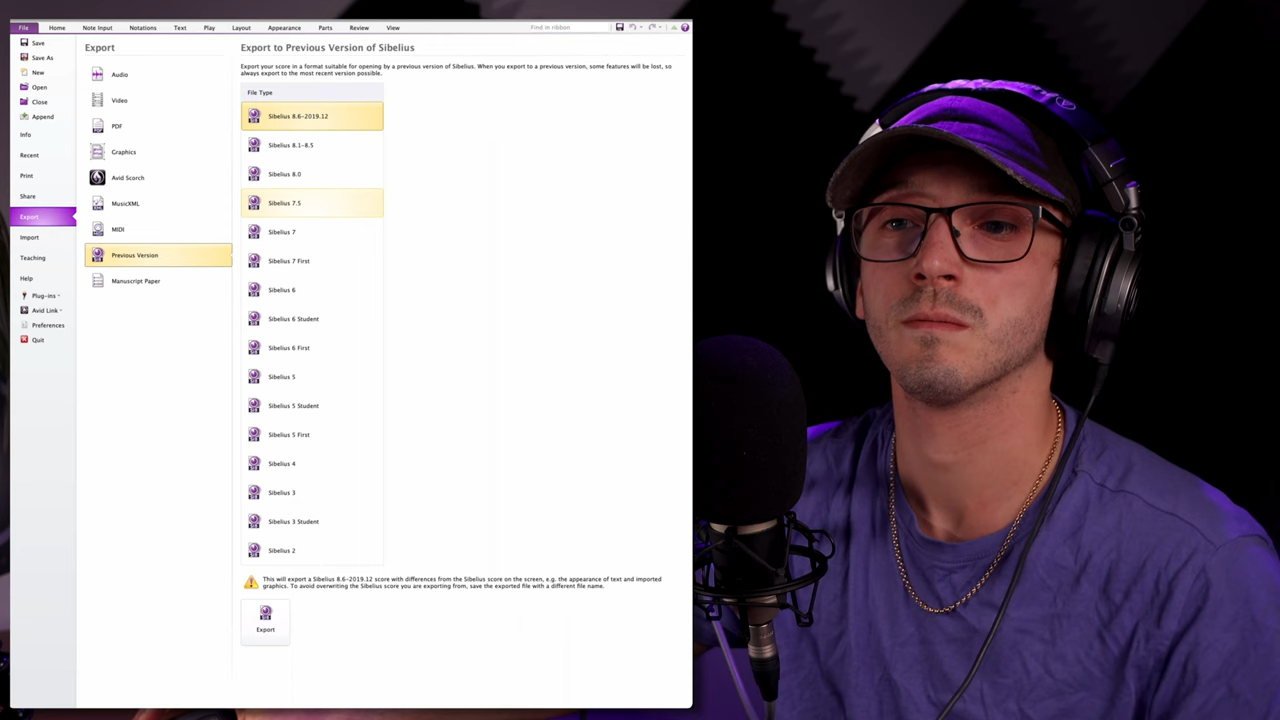 File Home Note Input Notations Text Play Layout Appearance Parts Review View Find in ribbon
Save
Save As
New
Open
Close
Append
Info
Recent
Print
Share
Export
Import
Teaching
Help
Plug-ins
Avid Link
Preferences
Quit
Export
Audio
Video
PDF
Graphics
Avid Scorch
MusicXML
MIDI
Previous Version
Manuscript Paper
Export to Previous Version of Sibelius
Export your score in a format suitable for opening by a previous version of Sibelius. When you export to a previous version, some features will be lost, so
always export to the most recent version possible.
File Type
Sibelius 8.6-2019.12
Sibelius 8.1-8.5
Sibelius 8.0
Sibelius 7.5
Sibelius 7
Sibelius 7 First
Sibelius 6
Sibelius 6 Student
Sibelius 6 First
Sibelius 5
Sibelius 5 Student
Sibelius 5 First
Sibelius 4
Sibelius 3
Sibelius 3 Student
Sibelius 2
This will export a Sibelius 8.6-2019.12 score with differences from the Sibelius score on the screen, e.g. the appearance of text and imported
graphics. To avoid overwriting the Sibelius score you are exporting from, save the exported file with a different file name.
Export